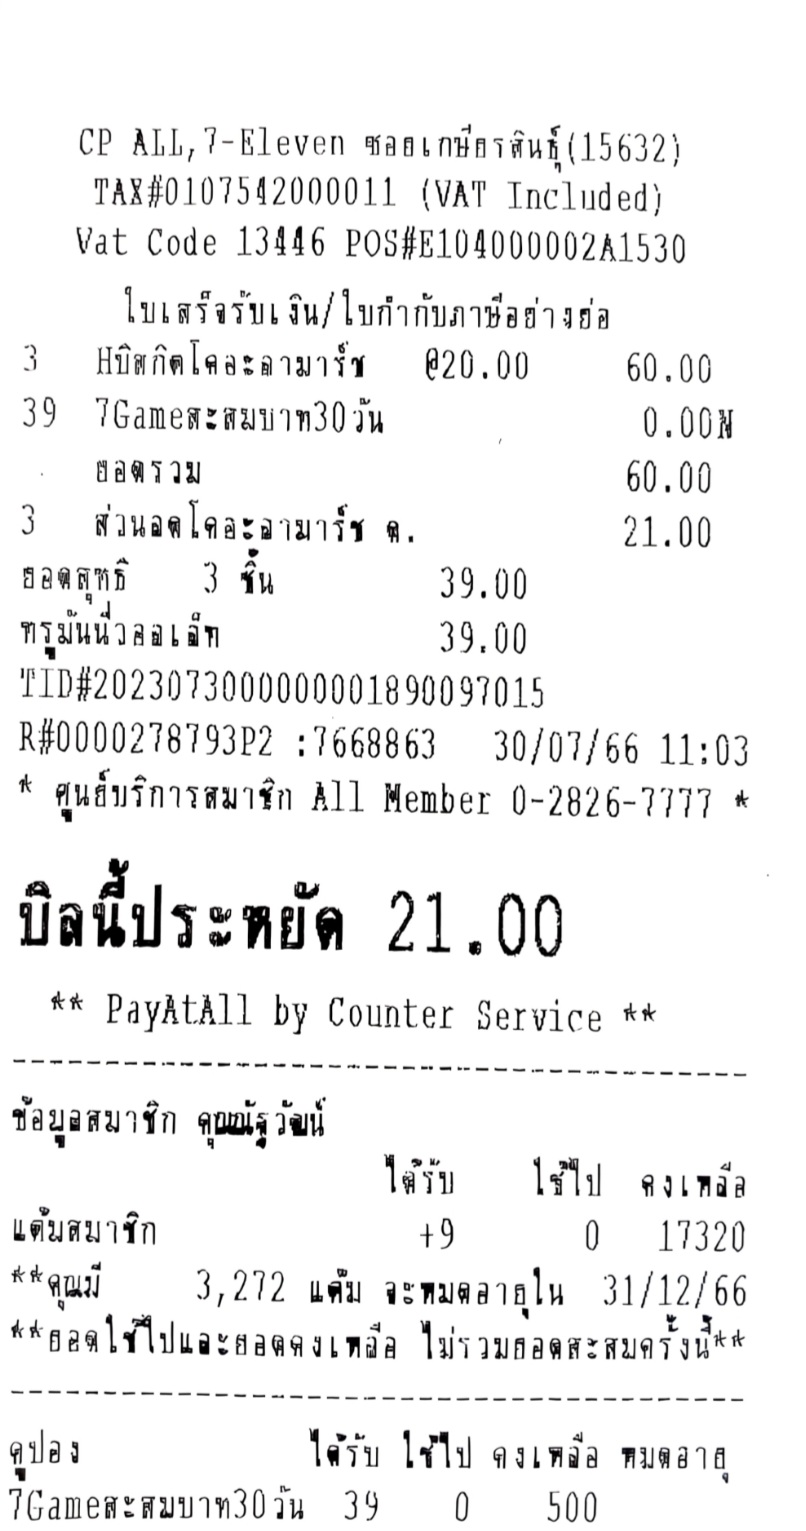 CP ALL,7-Eleven ซอยเกษียรสินธุ์(15632)
TAX#0107542000011 (VAT Included)
Vat Code 13446 POS#E104000002A1530
ใบเสร็จรับเงิน/ใบกำกับภาษีอย่างย่อ
3 Hบิสกิตโคอะลามาร์ช @20.00 60.00
39 7Gameสะสมบาท30วัน 0.00N
ยอดรวม 60.00
3 ส่วนลดโคอะลามาร์ช ค. 21.00
ยอดสุทธิ 3 ชิ้น 39.00
ทรูมันนี่วอลเล็ท 39.00
TID#2023073000000001890097015
R#0000278793P2 :7668863 30/07/66 11:03
* ศูนย์บริการสมาชิก All Member 0-2826-7777 *
บิลนี้ประหยัด 21.00
** PayAtAll by Counter Service **
ข้อมูลสมาชิก คุณณัฐวัฒน์
ได้รับ ใช้ไป คงเหลือ
แต้มสมาชิก +9 0 17320
**คุณมี 3,272 แต้ม จะหมดอายุใน 31/12/66
**ยอดใช้ไปและยอดคงเหลือ ไม่รวมยอดสะสมครั้งนี้**
คูปอง ได้รับ ใช้ไป คงเหลือ หมดอายุ
7Gameสะสมบาท30วัน 39 0 500